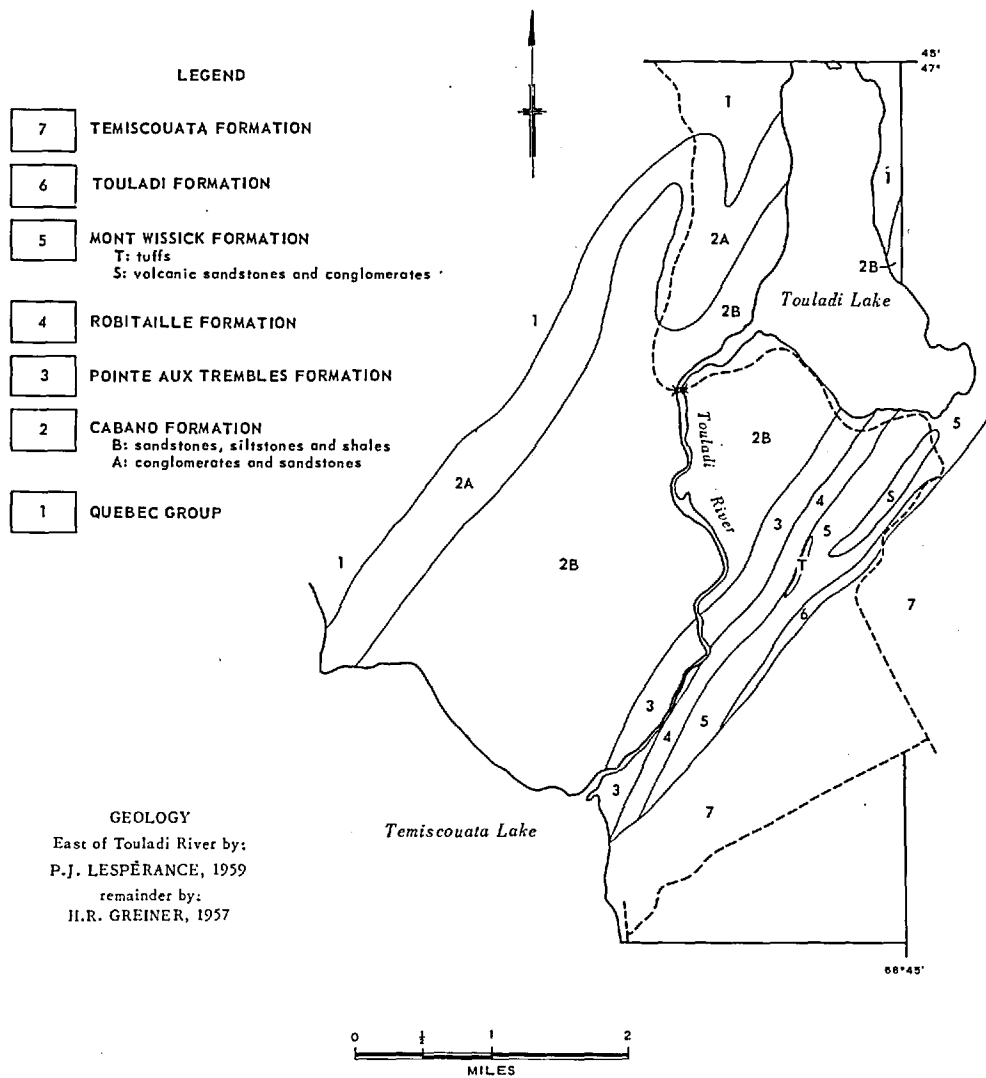 LEGEND
7 TEMISCOUATA FORMATION
6 TOULADI FORMATION
5 MONT WISSICK FORMATION
T: tuffs
S: volcanic sandstones and conglomerates
4 ROBITAILLE FORMATION
3 POINTE AUX TREMBLES FORMATION
2 CABANO FORMATION
B: sandstones, siltstones and shales
A: conglomerates and sandstones
1 QUEBEC GROUP
45'
47°
1
1
2A
2B
2B
Touladi Lake
1
5
Touladi River
2B
2A
4
S
3
5
T
1
2B
7
6
3
5
4
3
7
Temiscouata Lake
GEOLOGY
East of Touladi River by:
P.J. LESPÉRANCE, 1959
remainder by:
H.R. GREINER, 1957
68°45'
0 ½ 1 2
MILES